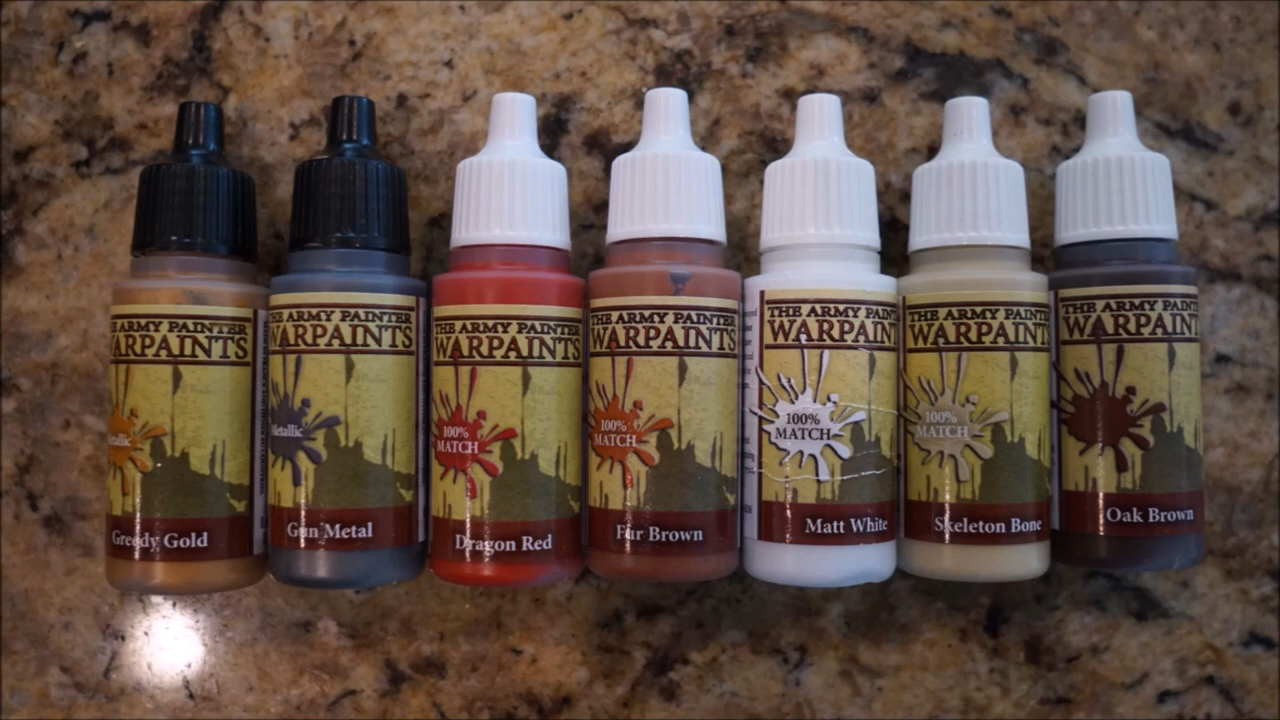 THE ARMY PAINTER
WARPAINTS
Metallic
Greedy Gold
THE ARMY PAINTER
WARPAINTS
Metallic
Gun Metal
THE ARMY PAINTER
WARPAINTS
100%
MATCH
Dragon Red
THE ARMY PAINTER
WARPAINTS
100%
MATCH
Fur Brown
THE ARMY PAINTER
WARPAINT
100%
MATCH
Matt White
THE ARMY PAINTER
WARPAINTS
100%
MATCH
Skeleton Bone
THE ARMY PAINTER
WARPAINT
Oak Brown